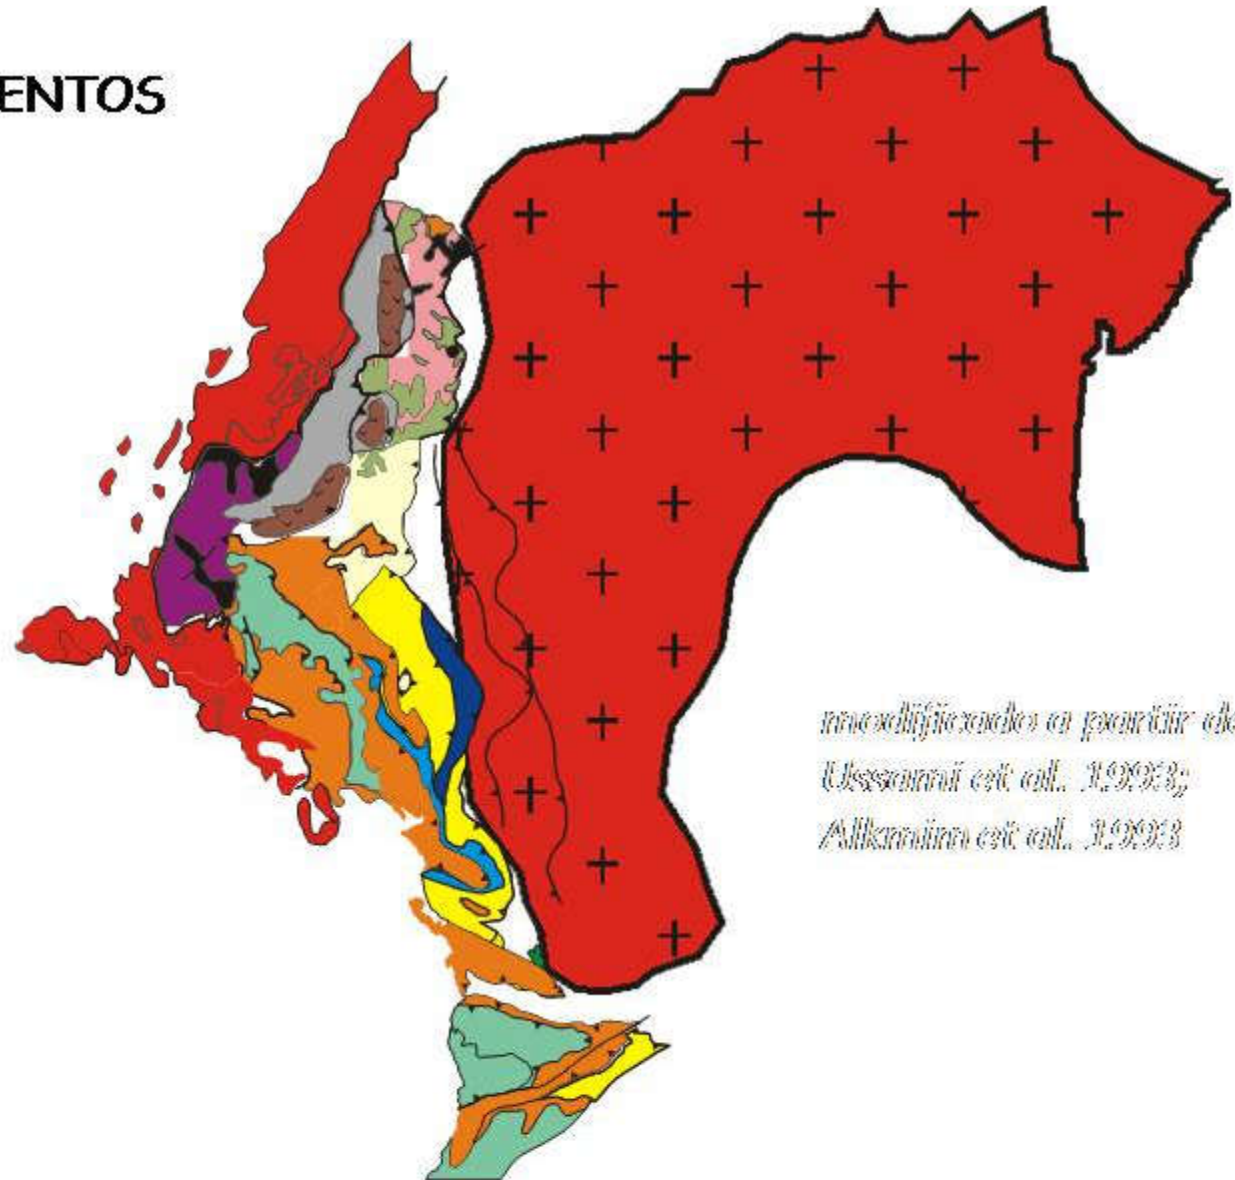 ENTOS
modificado a partir de
Ussami et al. 1993;
Alkmim et al. 1993